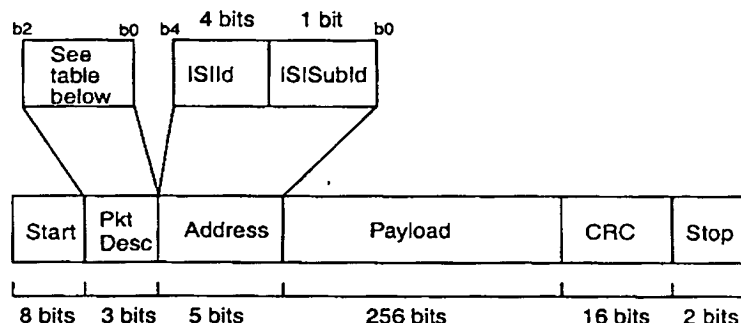 4 bits 1 bit
b2 b0 b4 b0
See
table
below
ISIId ISISubId
Start Pkt
Desc Address Payload CRC Stop
8 bits 3 bits 5 bits 256 bits 16 bits 2 bits